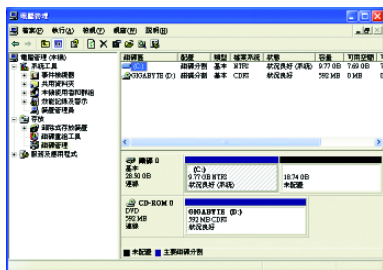 電腦管理
檔案(F) 執行(A) 檢視(V) 視窗(W) 說明(H)
電腦管理 (本機)
系統工具
事件檢視器
共用資料夾
本機使用者和群組
效能記錄及警示
裝置管理員
存放
卸除式存放裝置
磁碟重組工具
磁碟管理
服務及應用程式
磁碟區 配置 類型 檔案系統 狀態 容量 可用空間
(C:) 磁碟分割 基本 NTFS 狀況良好 (系統) 9.77 GB 7.69 GB
GIGABYTE (D:) 磁碟分割 基本 CDFS 狀況良好 592 MB 0 MB
磁碟 0
基本
28.50 GB
連線
(C:)
9.77 GB NTFS
狀況良好 (系統)
18.74 GB
未配置
CD-ROM 0
DVD
592 MB
連線
GIGABYTE (D:)
592 MB CDFS
狀況良好
未配置 主要磁碟分割